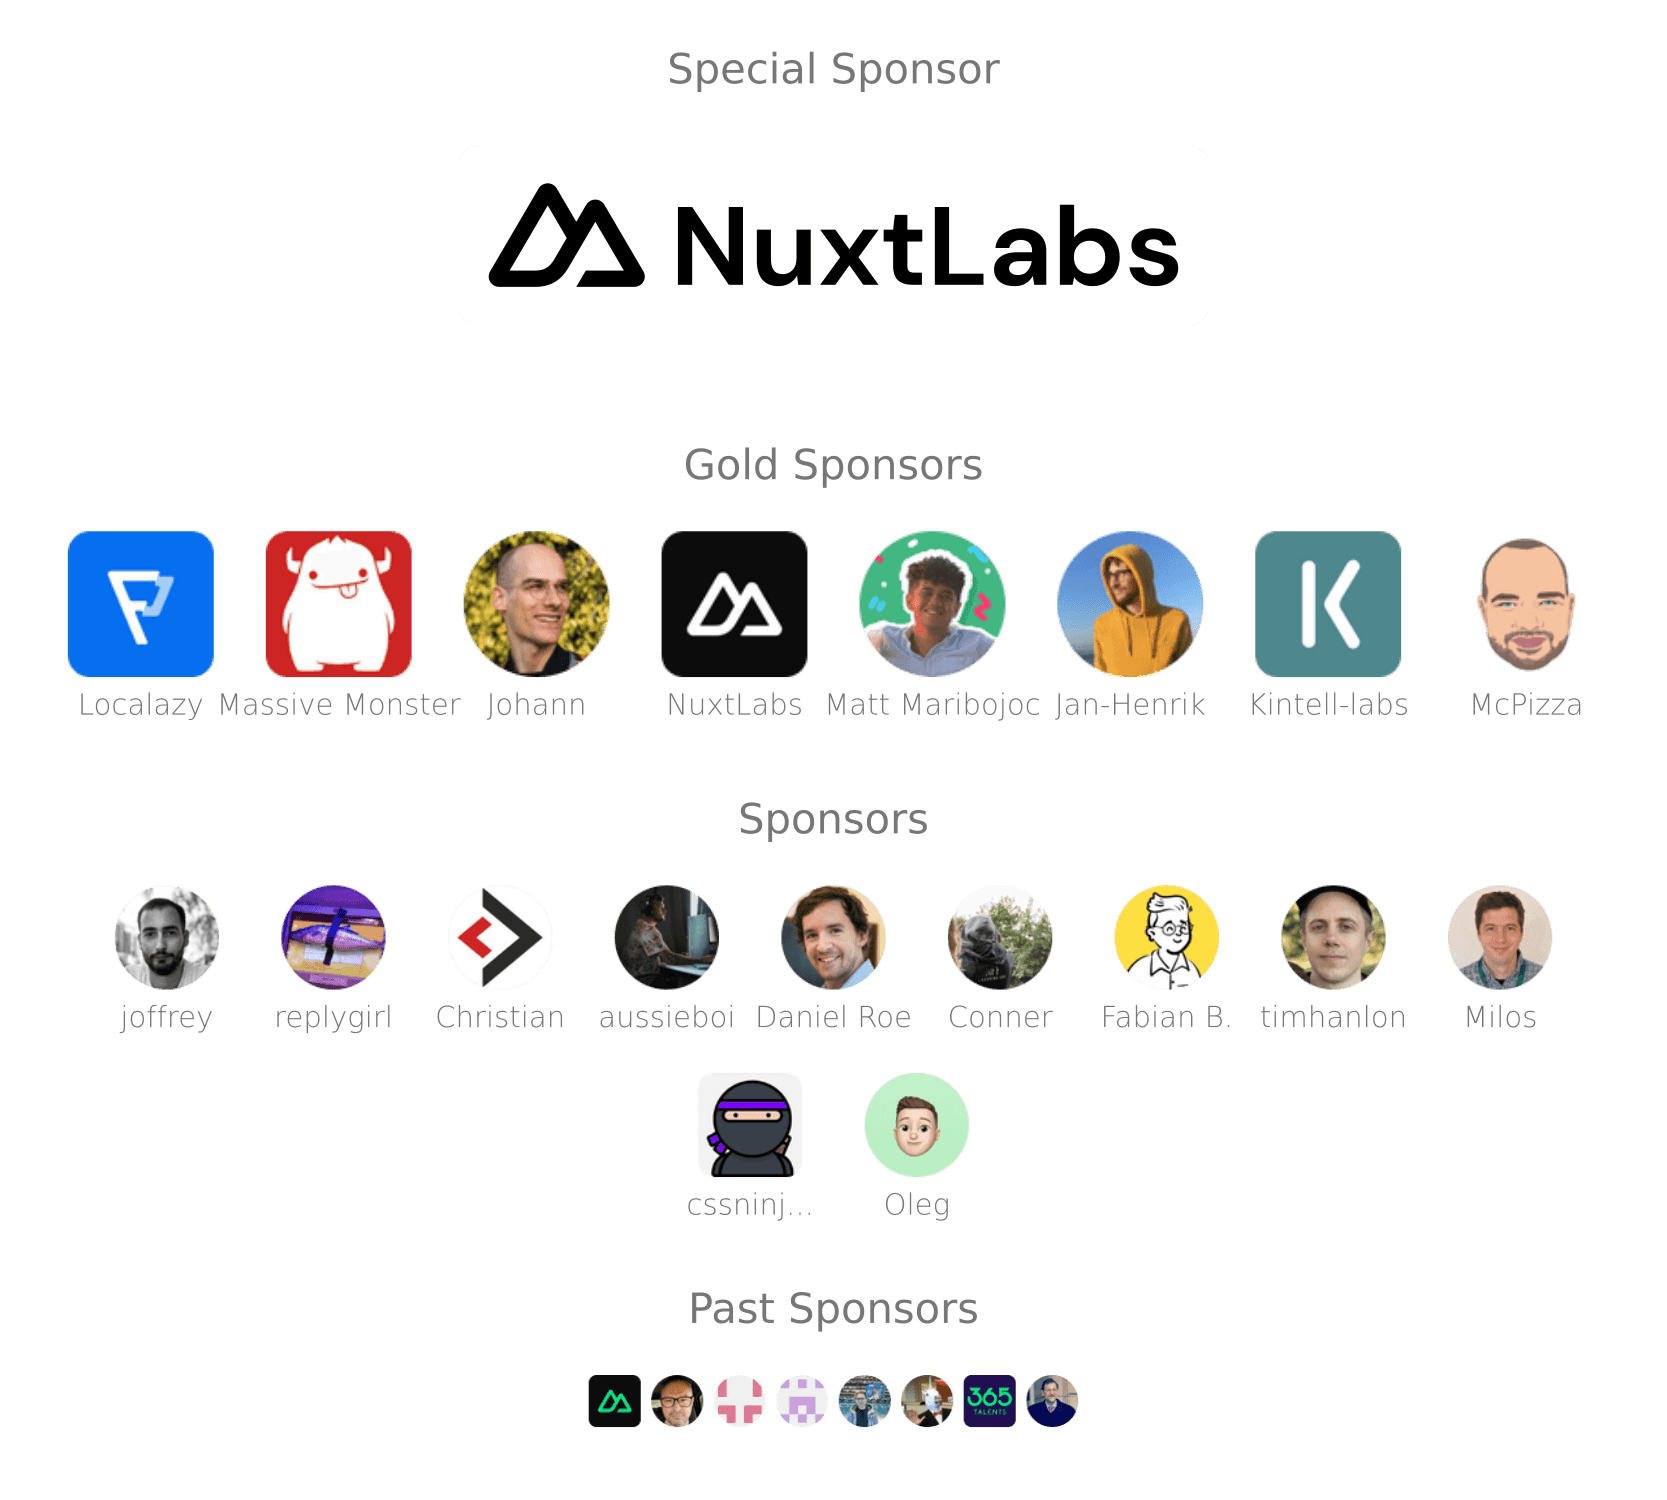 Special Sponsor
NuxtLabs
Gold Sponsors
Localazy Massive Monster Johann NuxtLabs Matt Maribojoc Jan-Henrik Kintell-labs McPizza
Sponsors
joffrey replygirl Christian aussieboi Daniel Roe Conner Fabian B. timhanlon Milos
cssninj... Oleg
Past Sponsors
365
TALENTS